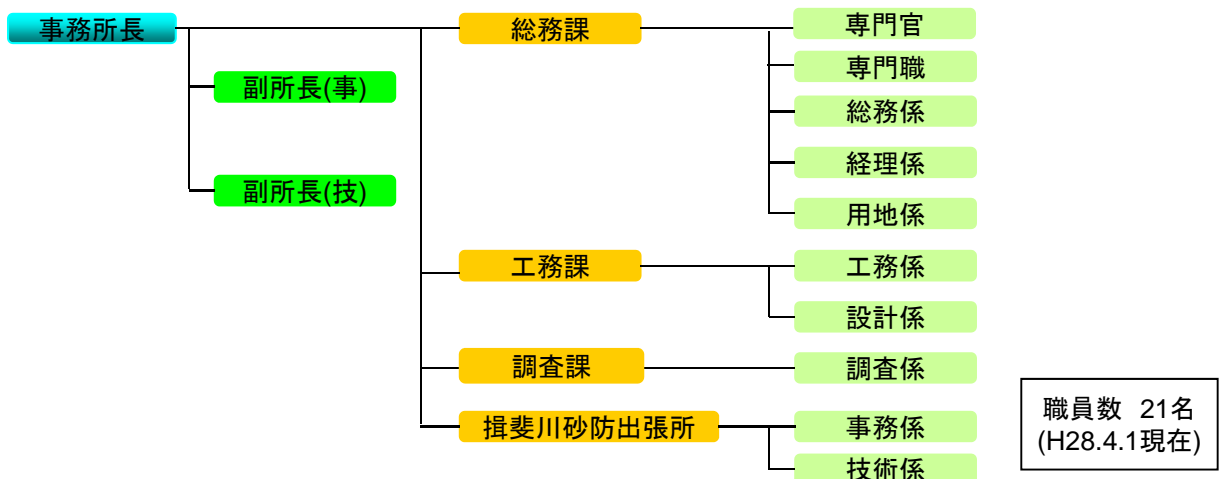 事務所長
総務課
専門官
専門職
副所長(事)
総務係
経理係
副所長(技)
用地係
工務課
工務係
設計係
調査課
調査係
揖斐川砂防出張所
事務係
技術係
職員数 21名
(H28.4.1現在)